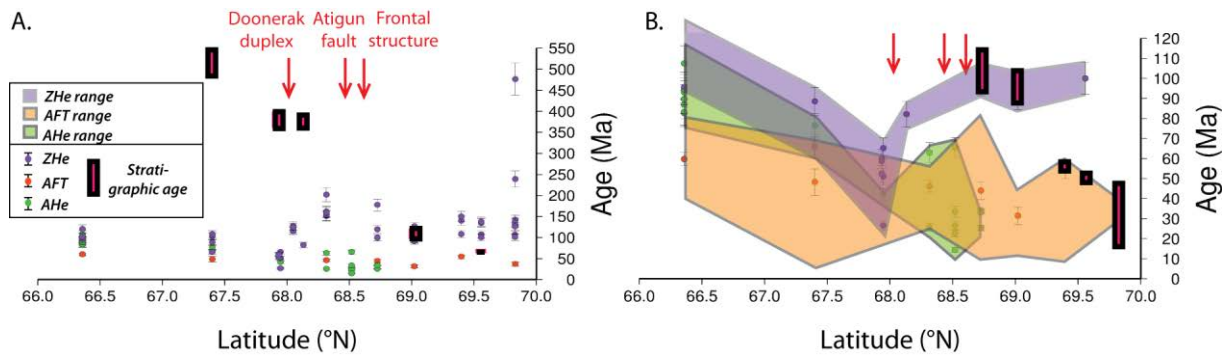 A.
Doonerak
duplex
Atigun
fault
Frontal
structure
550
500
450
400
350
300
250
200
150
100
50
0
Age (Ma)
ZHe range
AFT range
AHe range
ZHe
AFT
AHe
Strati-
graphic age
66.0 66.5 67.0 67.5 68.0 68.5 69.0 69.5 70.0
Latitude (°N)
B.
120
110
100
90
80
70
60
50
40
30
20
10
0
Age (Ma)
66.0 66.5 67.0 67.5 68.0 68.5 69.0 69.5 70.0
Latitude (°N)